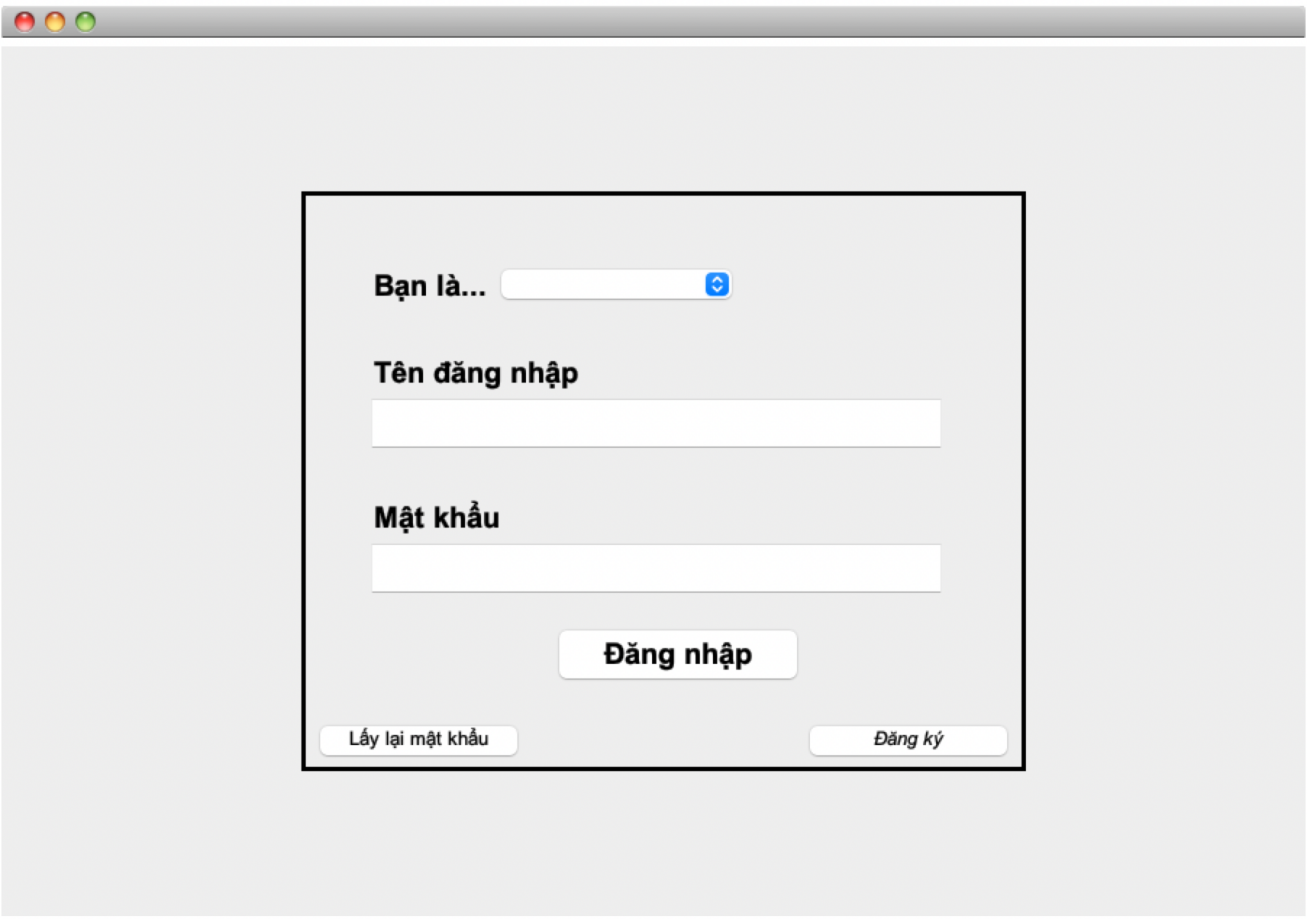 Bạn là...
Tên đăng nhập
Mật khẩu
Đăng nhập
Lấy lại mật khẩu
Đăng ký